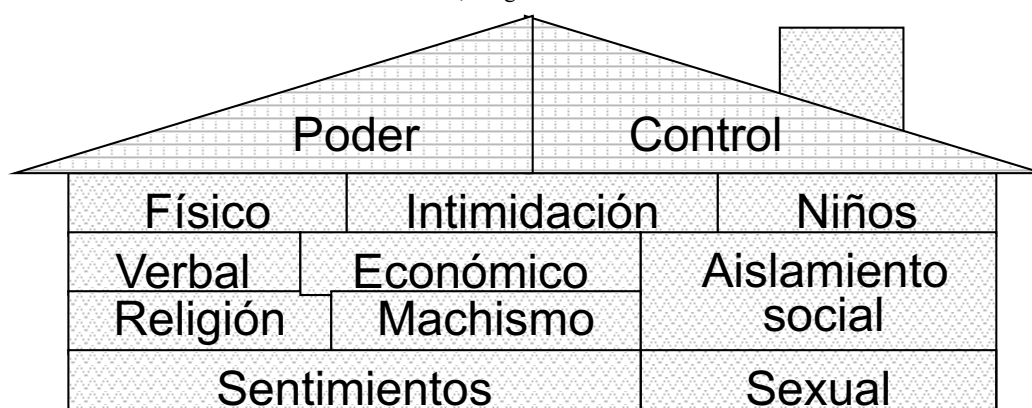 Poder Control
Físico Intimidación Niños
Verbal Económico Aislamiento
social
Religión Machismo
Sentimientos Sexual